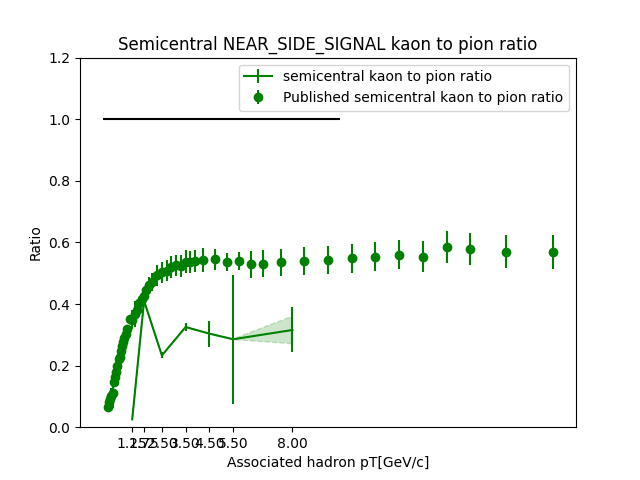 Semicentral NEAR_SIDE_SIGNAL kaon to pion ratio
semicentral kaon to pion ratio
Published semicentral kaon to pion ratio
1.2
1.0
0.8
0.6
0.4
0.2
0.0
Ratio
1.25 1.75 2.50 3.50 4.50 5.50 8.00
Associated hadron pT[GeV/c]